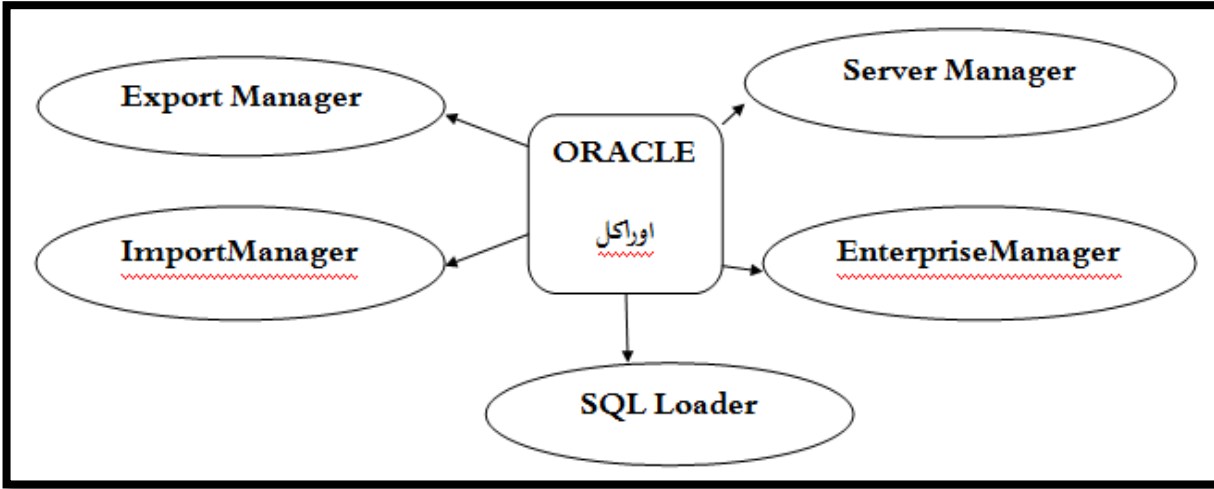 Export Manager
Server Manager
ORACLE
اوراكل
ImportManager
EnterpriseManager
SQL Loader